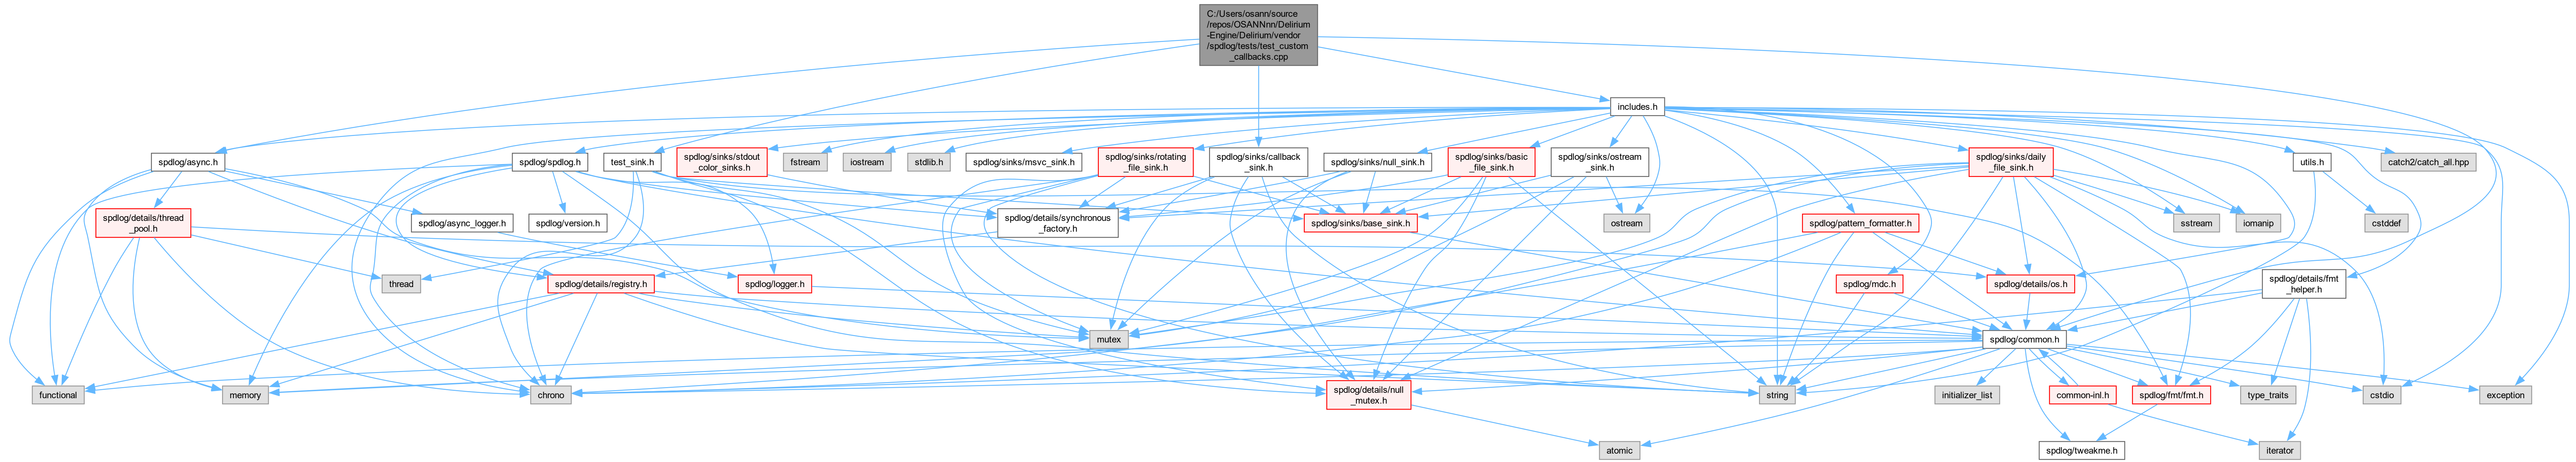 C:/Users/osann/source
/repos/OSANNnn/Delirium
-Engine/Delirium/vendor
/spdlog/tests/test_custom
_callbacks.cpp
includes.h
spdlog/async.h
spdlog/spdlog.h
test_sink.h
spdlog/sinks/stdout
_color_sinks.h
fstream
iostream
stdlib.h
spdlog/sinks/msvc_sink.h
spdlog/sinks/rotating
_file_sink.h
spdlog/sinks/callback
_sink.h
spdlog/sinks/null_sink.h
spdlog/sinks/basic
_file_sink.h
spdlog/sinks/ostream
_sink.h
spdlog/sinks/daily
_file_sink.h
utils.h
catch2/catch_all.hpp
spdlog/details/thread
_pool.h
spdlog/async_logger.h
spdlog/version.h
spdlog/details/synchronous
_factory.h
spdlog/sinks/base_sink.h
ostream
spdlog/pattern_formatter.h
sstream
iomanip
cstddef
thread
spdlog/details/registry.h
spdlog/logger.h
spdlog/mdc.h
spdlog/details/os.h
spdlog/details/fmt
_helper.h
mutex
spdlog/common.h
functional
memory
chrono
spdlog/details/null
_mutex.h
string
initializer_list
common-inl.h
spdlog/fmt/fmt.h
type_traits
cstdio
exception
atomic
spdlog/tweakme.h
iterator